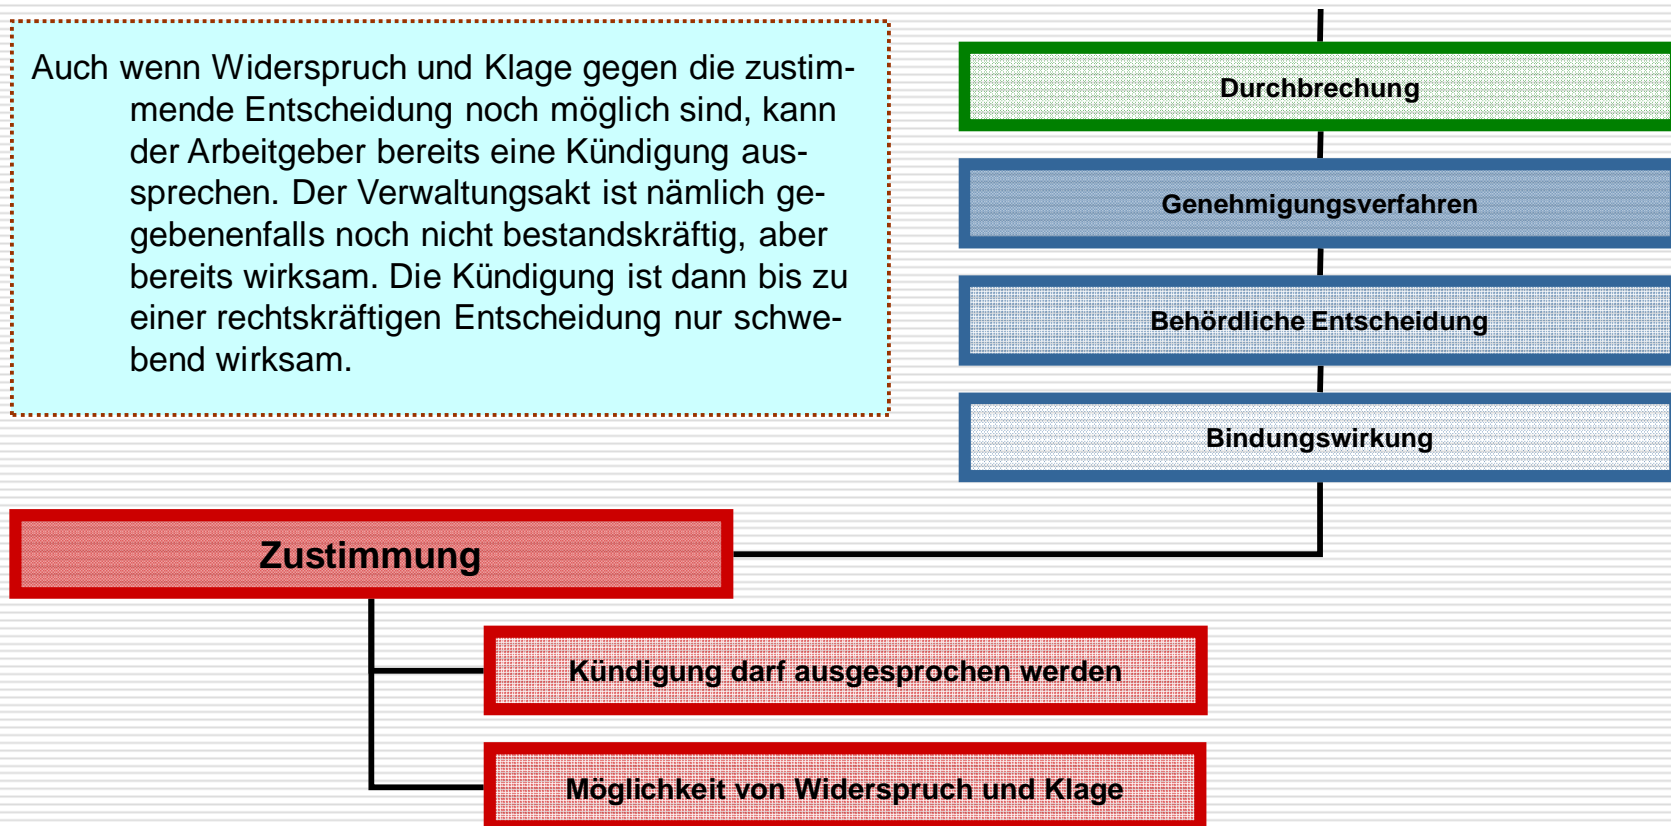 Auch wenn Widerspruch und Klage gegen die zustim-
mende Entscheidung noch möglich sind, kann
der Arbeitgeber bereits eine Kündigung aus-
sprechen. Der Verwaltungsakt ist nämlich ge-
gebenenfalls noch nicht bestandskräftig, aber
bereits wirksam. Die Kündigung ist dann bis zu
einer rechtskräftigen Entscheidung nur schwe-
bend wirksam.
Durchbrechung
Genehmigungsverfahren
Behördliche Entscheidung
Bindungswirkung
Zustimmung
Kündigung darf ausgesprochen werden
Möglichkeit von Widerspruch und Klage